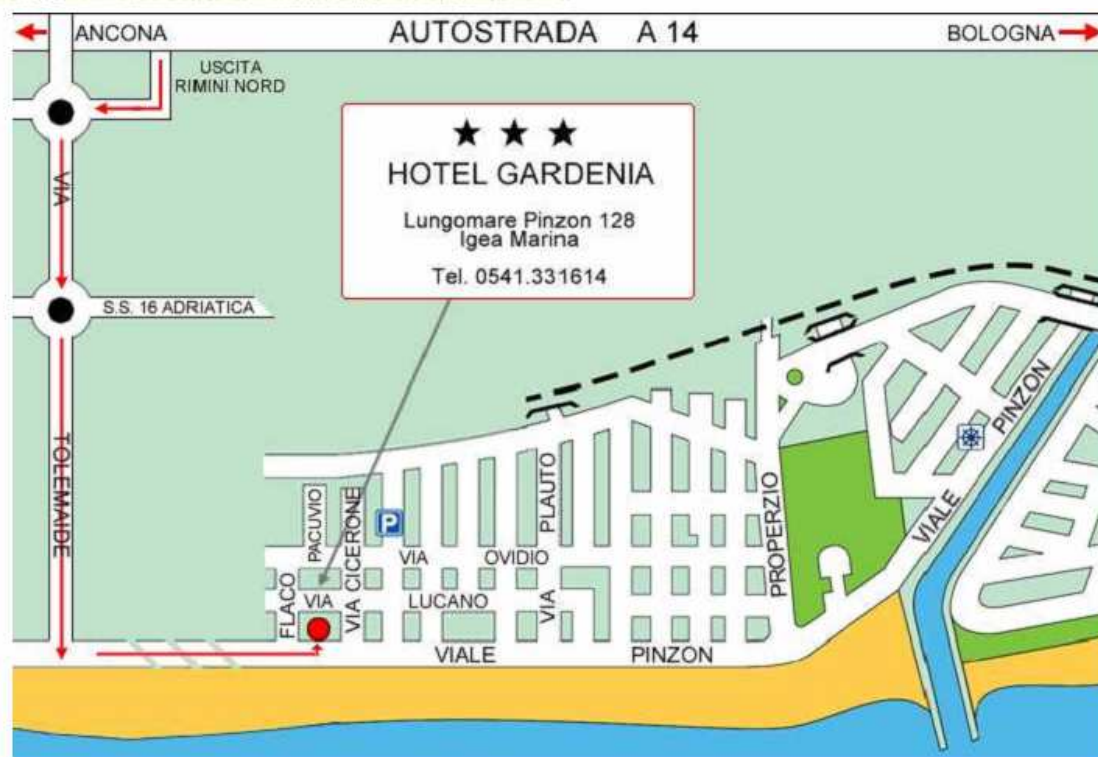 ANCONA
AUTOSTRADA A 14
BOLOGNA
USCITA
RIMINI NORD
VIA
HOTEL GARDENIA
Lungomare Pinzon 128
Igea Marina
Tel. 0541.331614
S.S. 16 ADRIATICA
TOLEMAIDE
PINZON
VIALE
PLAUTO
PROPERZIO
PACUVIO
VIA CICERONE
P
VIA OVIDIO
FLACO
VIA LUCANO
VIA
VIALE PINZON